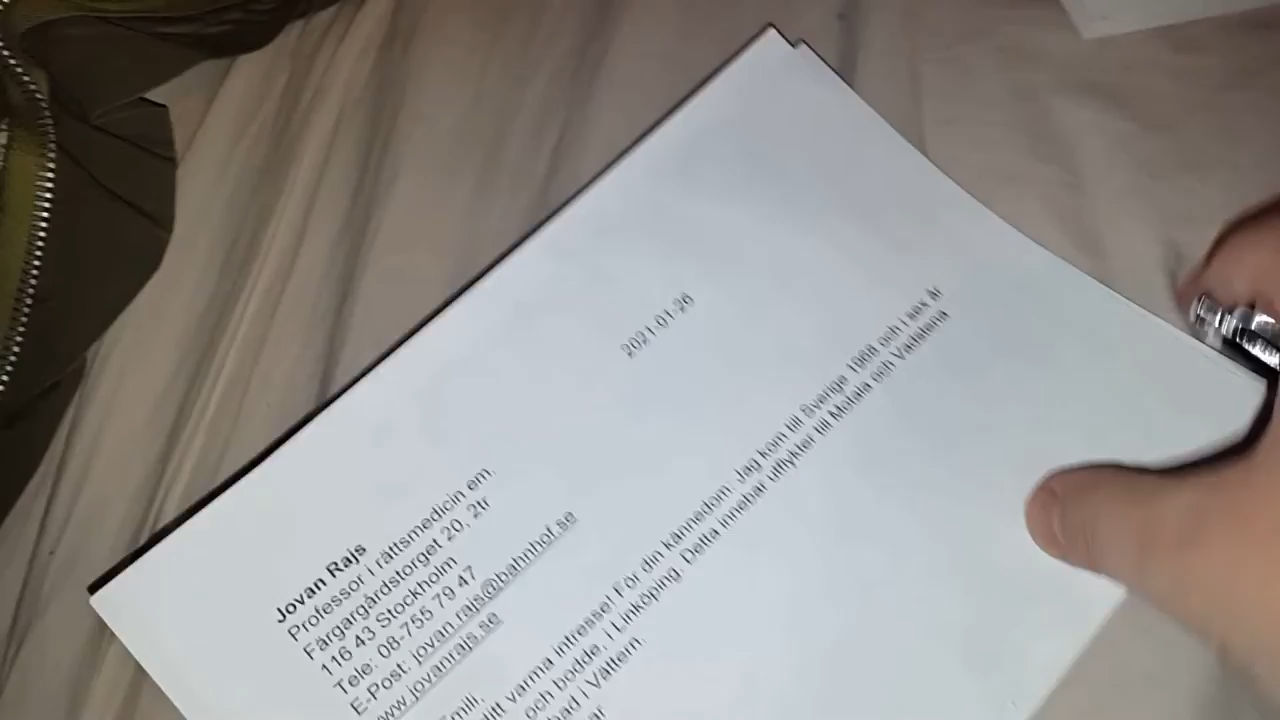 Jovan Rajs
Professor i rättsmedicin em.
Färgargårdstorget 20, 2tr
116 43 Stockholm
Tele: 08-755 79 47
E-Post: jovan.rajs@bahnhof.se
www.jovanrajs.se
2021-01-26
varma intresse! För din kännedom: Jag kom till Sverige 1968 och i sex år
och bodde, i Linköping. Detta innebar utflykter till Motala och Vadstena
i Vättern.